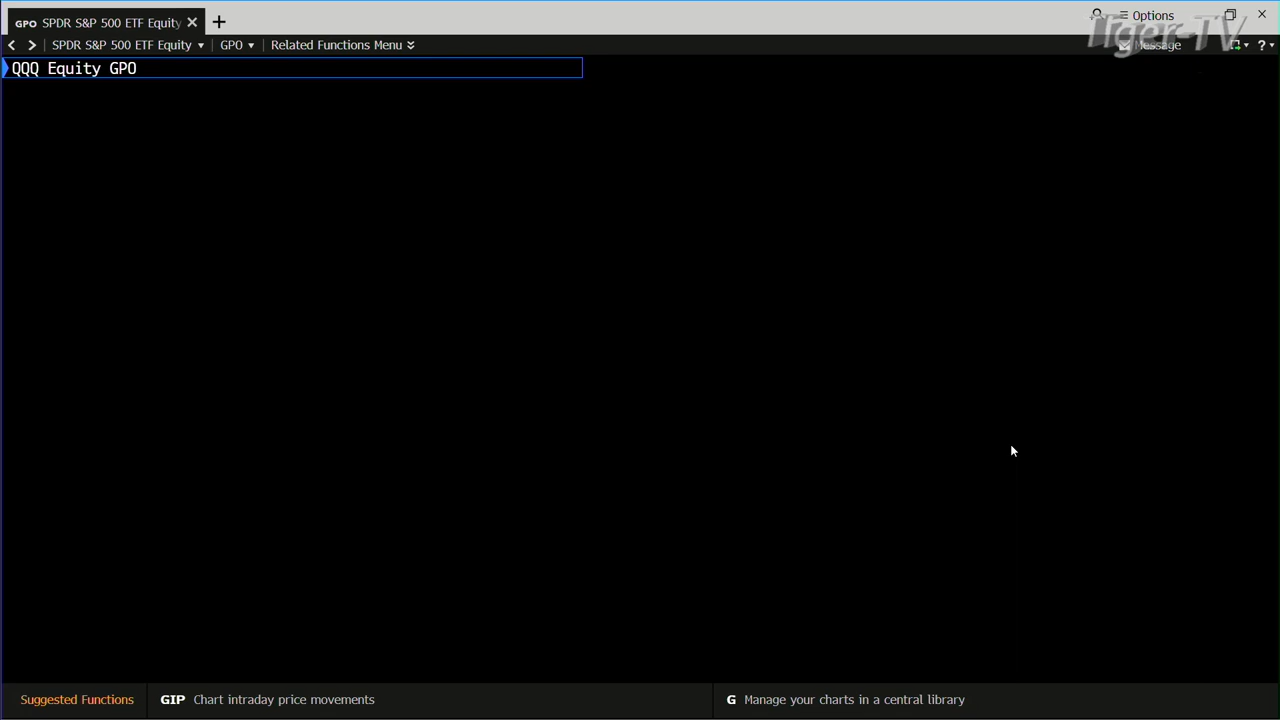 GPO SPDR S&P 500 ETF Equity
Options
SPDR S&P 500 ETF Equity GPO Related Functions Menu Message ?
Tiger-TV
QQQ Equity GPO
Suggested Functions GIP Chart intraday price movements G Manage your charts in a central library